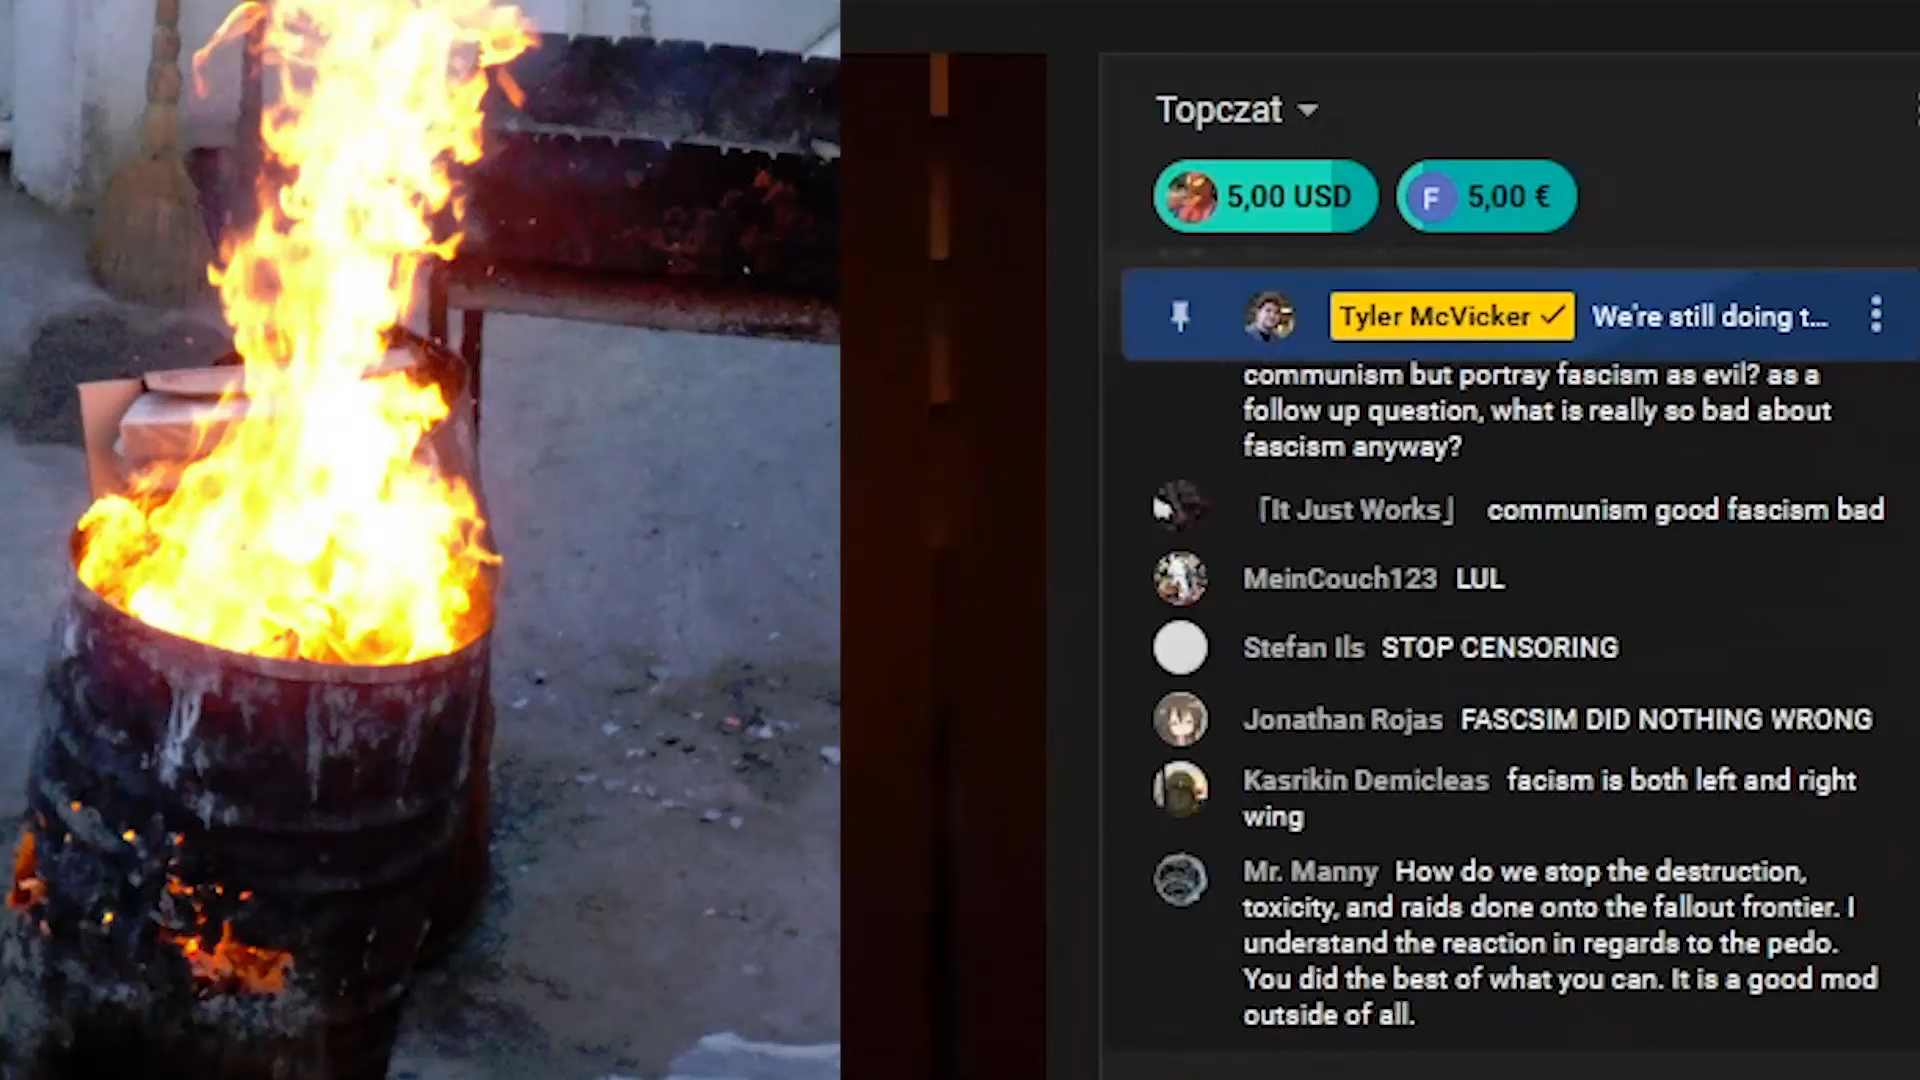 Topczat
5,00 USD
F 5,00 €
Tyler McVicker We're still doing t...
communism but portray fascism as evil? as a
follow up question, what is really so bad about
fascism anyway?
「It Just Works」 communism good fascism bad
MeinCouch123 LUL
Stefan Ils STOP CENSORING
Jonathan Rojas FASCSIM DID NOTHING WRONG
Kasrikin Demicleas facism is both left and right
wing
Mr. Manny How do we stop the destruction,
toxicity, and raids done onto the fallout frontier. I
understand the reaction in regards to the pedo.
You did the best of what you can. It is a good mod
outside of all.